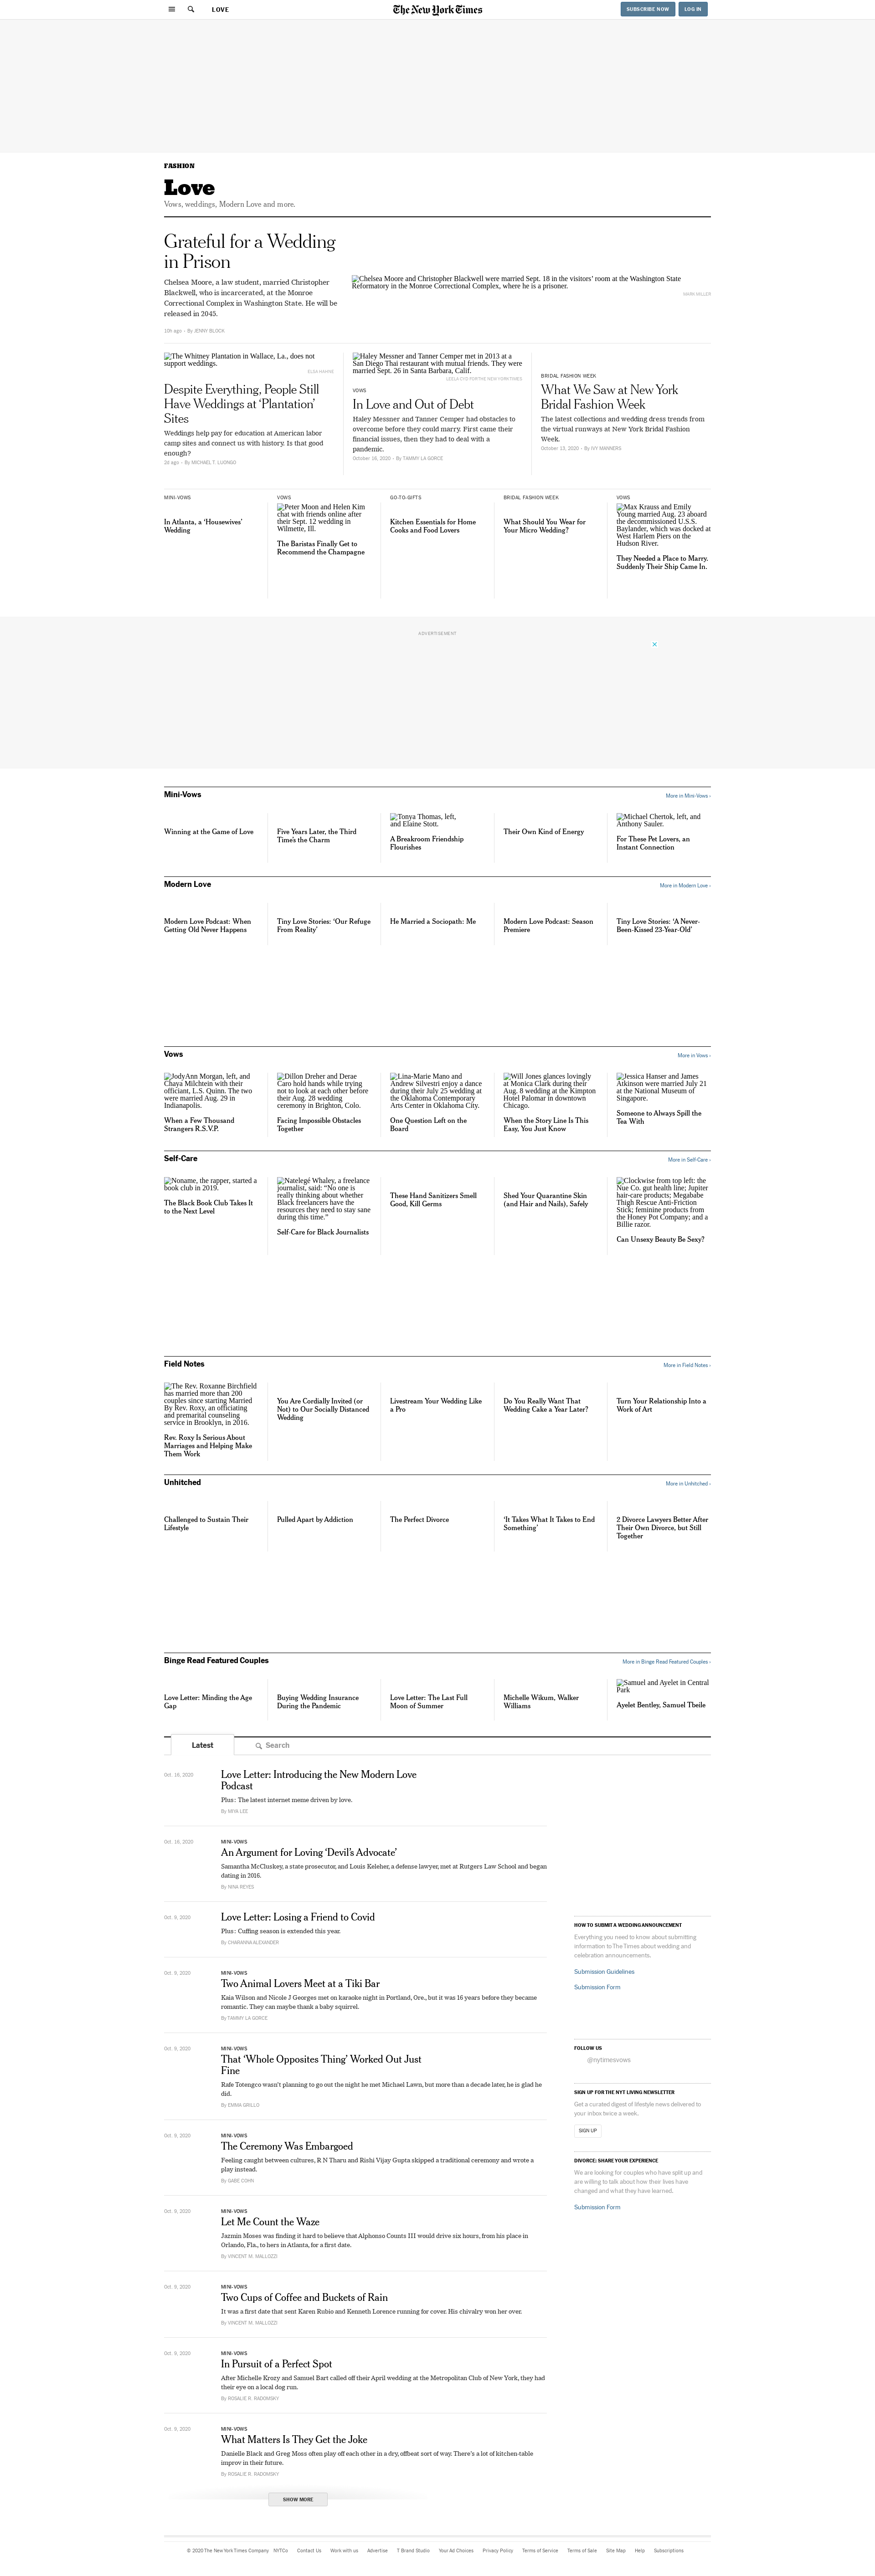 LOVE
The New York Times
SUBSCRIBE NOW
LOG IN
FASHION
Love
Vows, weddings, Modern Love and more.
Grateful for a Wedding
in Prison
Chelsea Moore, a law student, married Christopher
Blackwell, who is incarcerated, at the Monroe
Correctional Complex in Washington State. He will be
released in 2045.
10h ago - By JENNY BLOCK
Chelsea Moore and Christopher Blackwell were married Sept. 18 in the visitors' room at the Washington State
Reformatory in the Monroe Correctional Complex, where he is a prisoner.
MARK MILLER
The Whitney Plantation in Wallace, La., does not
support weddings.
ELSA HAHNE
Despite Everything, People Still
Have Weddings at 'Plantation'
Sites
Weddings help pay for education at American labor
camp sites and connect us with history. Is that good
enough?
2d ago - By MICHAEL T. LUONGO
Haley Messner and Tanner Cemper met in 2013 at a
San Diego Thai restaurant with mutual friends. They were
married Sept. 26 in Santa Barbara, Calif.
VOWS
In Love and Out of Debt
Haley Messner and Tanner Cemper had obstacles to
overcome before they could marry. First came their
financial issues, then they had to deal with a
pandemic.
October 16, 2020 - By TAMMY LA GORCE
BRIDAL FASHION WEEK
What We Saw at New York
Bridal Fashion Week
The latest collections and wedding dress trends from
the virtual runways at New York Bridal Fashion
Week.
October 13, 2020 - By IVY MANNERS
MINI-VOWS
In Atlanta, a 'Housewives'
Wedding
VOWS
Peter Moon and Helen Kim
chat with friends online after
their Sept. 12 wedding in
Wilmette, Ill.
The Baristas Finally Get to
Recommend the Champagne
GO-TO-GIFTS
Kitchen Essentials for Home
Cooks and Food Lovers
BRIDAL FASHION WEEK
What Should You Wear for
Your Micro Wedding?
VOWS
Max Krauss and Emily
Young married Aug. 23 aboard
the decommissioned U.S.S.
Baylander, which was docked at
West Harlem Piers on the
Hudson River.
They Needed a Place to Marry.
Suddenly Their Ship Came In.
ADVERTISEMENT
Mini-Vows
More in Mini-Vows ›
Winning at the Game of Love
Five Years Later, the Third
Time's the Charm
Tonya Thomas, left,
and Elaine Stott.
A Breakroom Friendship
Flourishes
Their Own Kind of Energy
Michael Chertok, left, and
Anthony Sauler.
For These Pet Lovers, an
Instant Connection
Modern Love
More in Modern Love ›
Modern Love Podcast: When
Getting Old Never Happens
Tiny Love Stories: 'Our Refuge
From Reality'
He Married a Sociopath: Me
Modern Love Podcast: Season
Premiere
Tiny Love Stories: 'A Never-
Been-Kissed 23-Year-Old'
Vows
More in Vows ›
JodyAnn Morgan, left, and
Chaya Milchtein with their
officiant, L.S. Quinn. The two
were married Aug. 29 in
Indianapolis.
When a Few Thousand
Strangers R.S.V.P.
Dillon Dreher and Derae
Caro hold hands while trying
not to look at each other before
their Aug. 28 wedding
ceremony in Brighton, Colo.
Facing Impossible Obstacles
Together
Lina-Marie Mano and
Andrew Silvestri enjoy a dance
during their July 25 wedding at
the Oklahoma Contemporary
Arts Center in Oklahoma City.
One Question Left on the
Board
Will Jones glances lovingly
at Monica Clark during their
Aug. 8 wedding at the Kimpton
Hotel Palomar in downtown
Chicago.
When the Story Line Is This
Easy, You Just Know
Jessica Hanser and James
Atkinson were married July 21
at the National Museum of
Singapore.
Someone to Always Spill the
Tea With
Self-Care
More in Self-Care ›
Noname, the rapper, started a
book club in 2019.
The Black Book Club Takes It
to the Next Level
Natelegé Whaley, a freelance
journalist, said: “No one is
really thinking about whether
Black freelancers have the
resources they need to stay sane
during this time.”
Self-Care for Black Journalists
These Hand Sanitizers Smell
Good, Kill Germs
Shed Your Quarantine Skin
(and Hair and Nails), Safely
Clockwise from top left: the
Nue Co. gut health drink; Jupiter
hair-care products; Megababe
Thigh Rescue Anti-Friction
Stick; feminine products from
the Honey Pot Company; and a
Billie razor.
Can Unsexy Beauty Be Sexy?
Field Notes
More in Field Notes ›
The Rev. Roxanne Birchfield
has married more than 200
couples since starting Married
By Rev. Roxy, an officiating
and premarital counseling
service in Brooklyn, in 2016.
Rev. Roxy Is Serious About
Marriages and Helping Make
Them Work
You Are Cordially Invited (or
Not) to Our Socially Distanced
Wedding
Livestream Your Wedding Like
a Pro
Do You Really Want That
Wedding Cake a Year Later?
Turn Your Relationship Into a
Work of Art
Unhitched
More in Unhitched ›
Challenged to Sustain Their
Lifestyle
Pulled Apart by Addiction
The Perfect Divorce
'It Takes What It Takes to End
Something'
2 Divorce Lawyers Better After
Their Own Divorce, but Still
Together
Binge Read Featured Couples
More in Binge Read Featured Couples ›
Love Letter: Minding the Age
Gap
Buying Wedding Insurance
During the Pandemic
Love Letter: The Last Full
Moon of Summer
Michelle Wikum, Walker
Williams
Samuel and Ayelet in Central
Park
Ayelet Bentley, Samuel Tbeile
Latest
Search
Oct. 16, 2020
Love Letter: Introducing the New Modern Love
Podcast
Plus: The latest internet meme driven by love.
By MIYA LEE
Oct. 16, 2020
MINI-VOWS
An Argument for Loving 'Devil's Advocate'
Samantha McCluskey, a state prosecutor, and Louis Keleher, a defense lawyer, met at Rutgers Law School and began
dating in 2016.
By NINA REYES
Oct. 9, 2020
Love Letter: Losing a Friend to Covid
Plus: Cuffing season is extended this year.
By CHARANNA ALEXANDER
Oct. 9, 2020
MINI-VOWS
Two Animal Lovers Meet at a Tiki Bar
Kaia Wilson and Nicole J Georges met on karaoke night in Portland, Ore., but it was 16 years before they became
romantic. They can maybe thank a baby squirrel.
By TAMMY LA GORCE
Oct. 9, 2020
MINI-VOWS
That 'Whole Opposites Thing' Worked Out Just
Fine
Rafe Totengco wasn't planning to go out the night he met Michael Lawn, but more than a decade later, he is glad he
did.
By EMMA GRILLO
Oct. 9, 2020
MINI-VOWS
The Ceremony Was Embargoed
Feeling caught between cultures, R N Tharu and Rishi Vijay Gupta skipped a traditional ceremony and wrote a
play instead.
By GABE COHN
Oct. 9, 2020
MINI-VOWS
Let Me Count the Waze
Jazmin Moses was finding it hard to believe that Alphonso Counts III would drive six hours, from his place in
Orlando, Fla., to hers in Atlanta, for a first date.
By VINCENT M. MALLOZZI
Oct. 9, 2020
MINI-VOWS
Two Cups of Coffee and Buckets of Rain
It was a first date that sent Karen Rubio and Kenneth Lorence running for cover. His chivalry won her over.
By VINCENT M. MALLOZZI
Oct. 9, 2020
MINI-VOWS
In Pursuit of a Perfect Spot
After Michelle Krozy and Samuel Bart called off their April wedding at the Metropolitan Club of New York, they had
their eye on a local dog run.
By ROSALIE R. RADOMSKY
Oct. 9, 2020
MINI-VOWS
What Matters Is They Get the Joke
Danielle Black and Greg Moss often play off each other in a dry, offbeat sort of way. There's a lot of kitchen-table
improv in their future.
By ROSALIE R. RADOMSKY
SHOW MORE
HOW TO SUBMIT A WEDDING ANNOUNCEMENT
Everything you need to know about submitting
information to The Times about wedding and
celebration announcements.
Submission Guidelines
Submission Form
FOLLOW US
@nytimesvows
SIGN UP FOR THE NYT LIVING NEWSLETTER
Get a curated digest of lifestyle news delivered to
your inbox twice a week.
SIGN UP
DIVORCE: SHARE YOUR EXPERIENCE
We are looking for couples who have split up and
are willing to talk about how their lives have
changed and what they have learned.
Submission Form
© 2020 The New York Times Company NYTCo Contact Us Work with us Advertise T Brand Studio Your Ad Choices Privacy Policy Terms of Service Terms of Sale Site Map Help Subscriptions